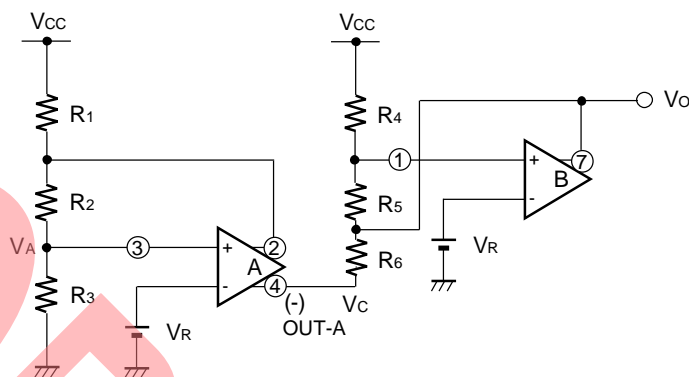 VCC
VCC
R1
R4
VO
1
+
7
B
-
R2
R5
VA
3
+
2
A
VR
R6
R3
-
4
(-)
VC
OUT-A
VR